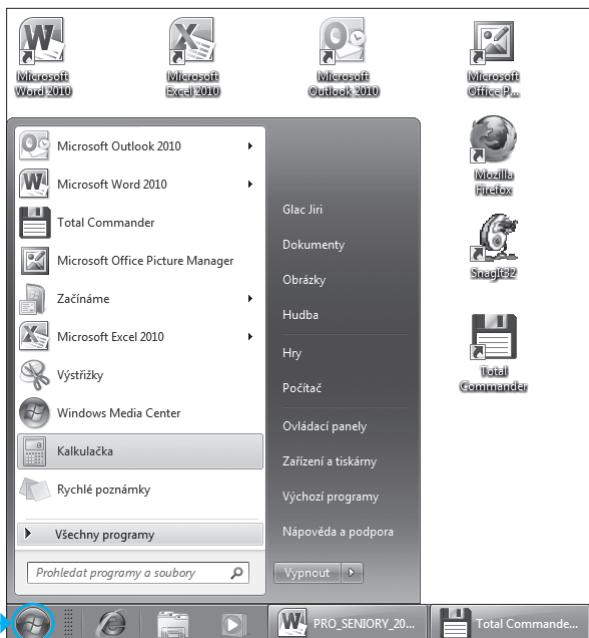 Microsoft
Word 2010
Microsoft
Excel 2010
Microsoft
Outlook 2010
Microsoft
Office P...
Mozilla
Firefox
SnagIt32
Total
Commander
Microsoft Outlook 2010
Microsoft Word 2010
Total Commander
Microsoft Office Picture Manager
Začínáme
Microsoft Excel 2010
Výstřižky
Windows Media Center
Kalkulačka
Rychlé poznámky
Všechny programy
Prohledat programy a soubory
Glac Jiri
Dokumenty
Obrázky
Hudba
Hry
Počítač
Ovládací panely
Zařízení a tiskárny
Výchozí programy
Nápověda a podpora
Vypnout
PRO_SENIORY_20...
Total Commande...